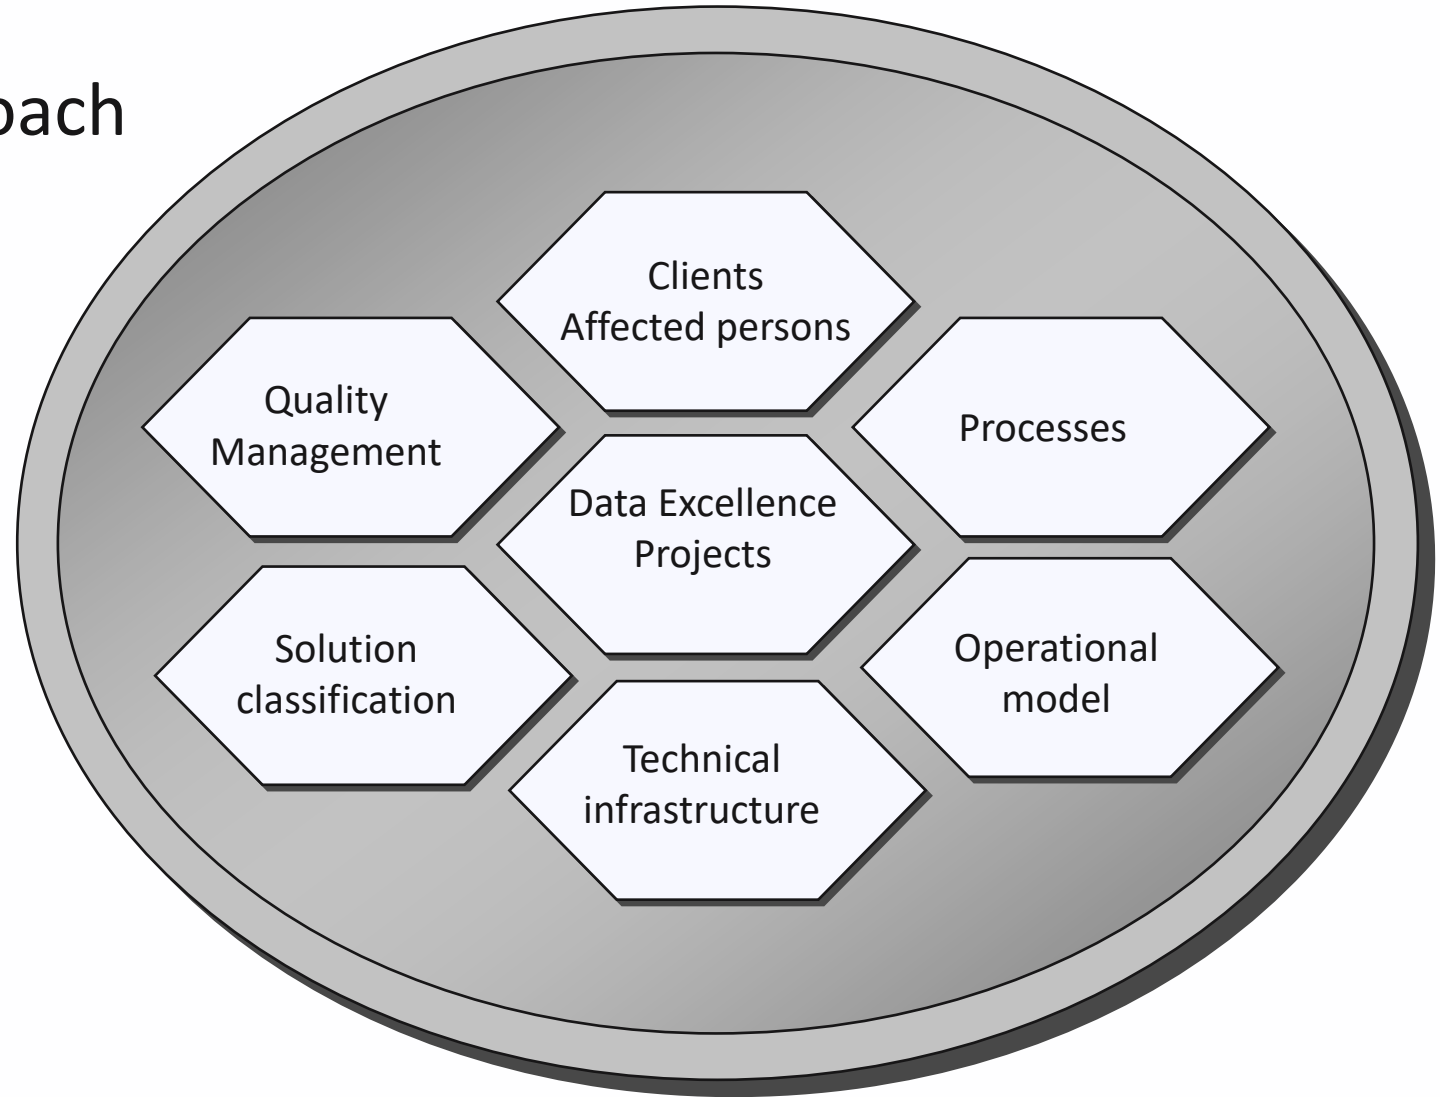 oach
Clients
Affected persons
Quality
Management
Processes
Data Excellence
Projects
Solution
classification
Operational
model
Technical
infrastructure